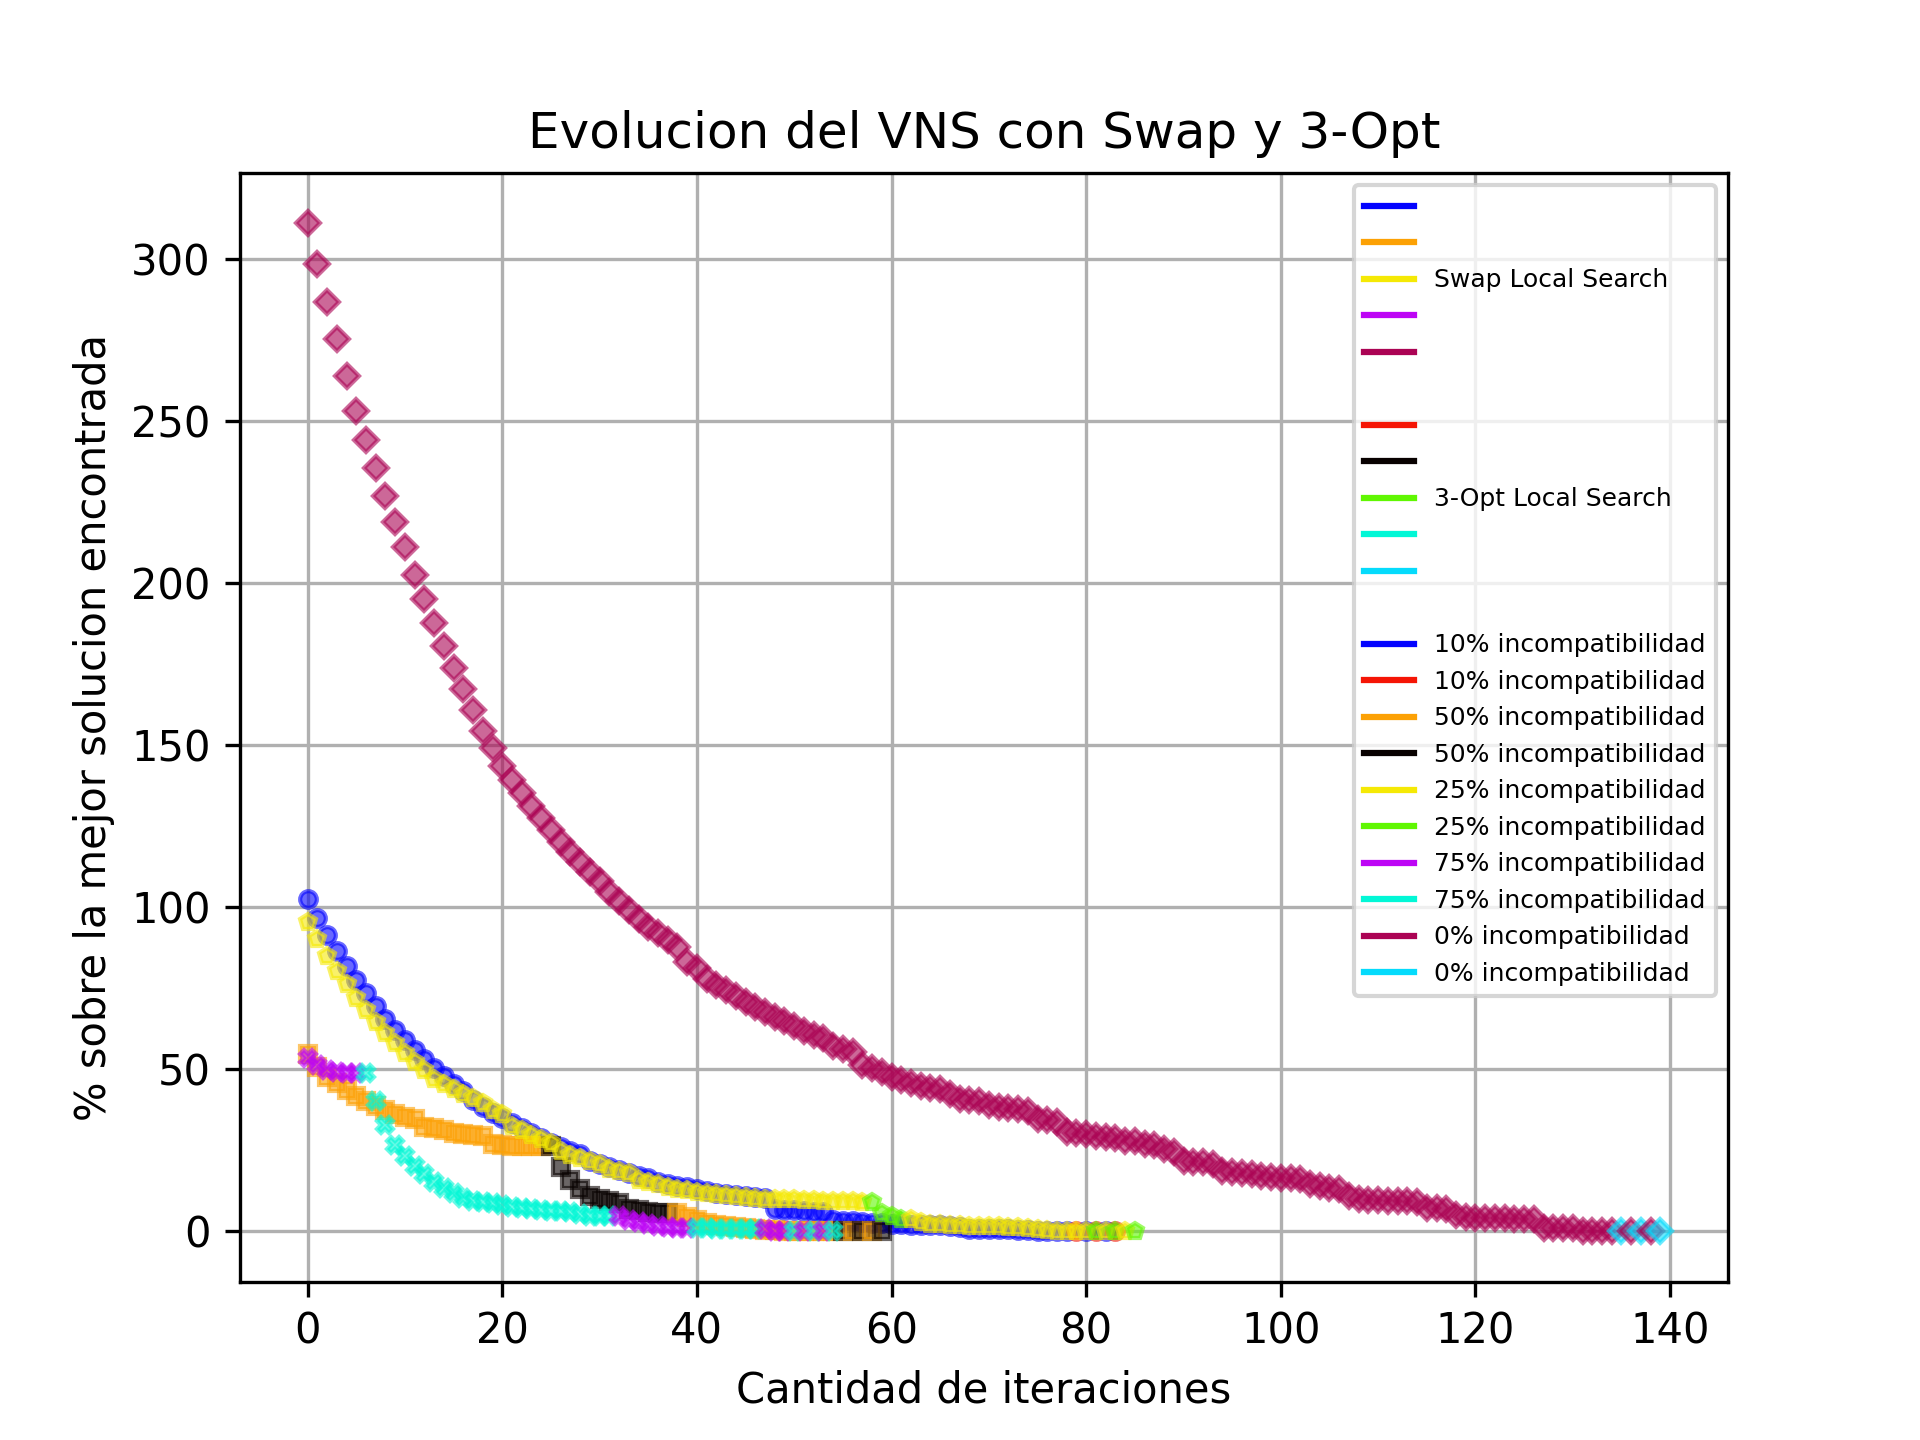 Evolucion del VNS con Swap y 3-Opt
% sobre la mejor solucion encontrada
300
250
200
150
100
50
0
0 20 40 60 80 100 120 140
Cantidad de iteraciones
Swap Local Search
3-Opt Local Search
10% incompatibilidad
10% incompatibilidad
50% incompatibilidad
50% incompatibilidad
25% incompatibilidad
25% incompatibilidad
75% incompatibilidad
75% incompatibilidad
0% incompatibilidad
0% incompatibilidad